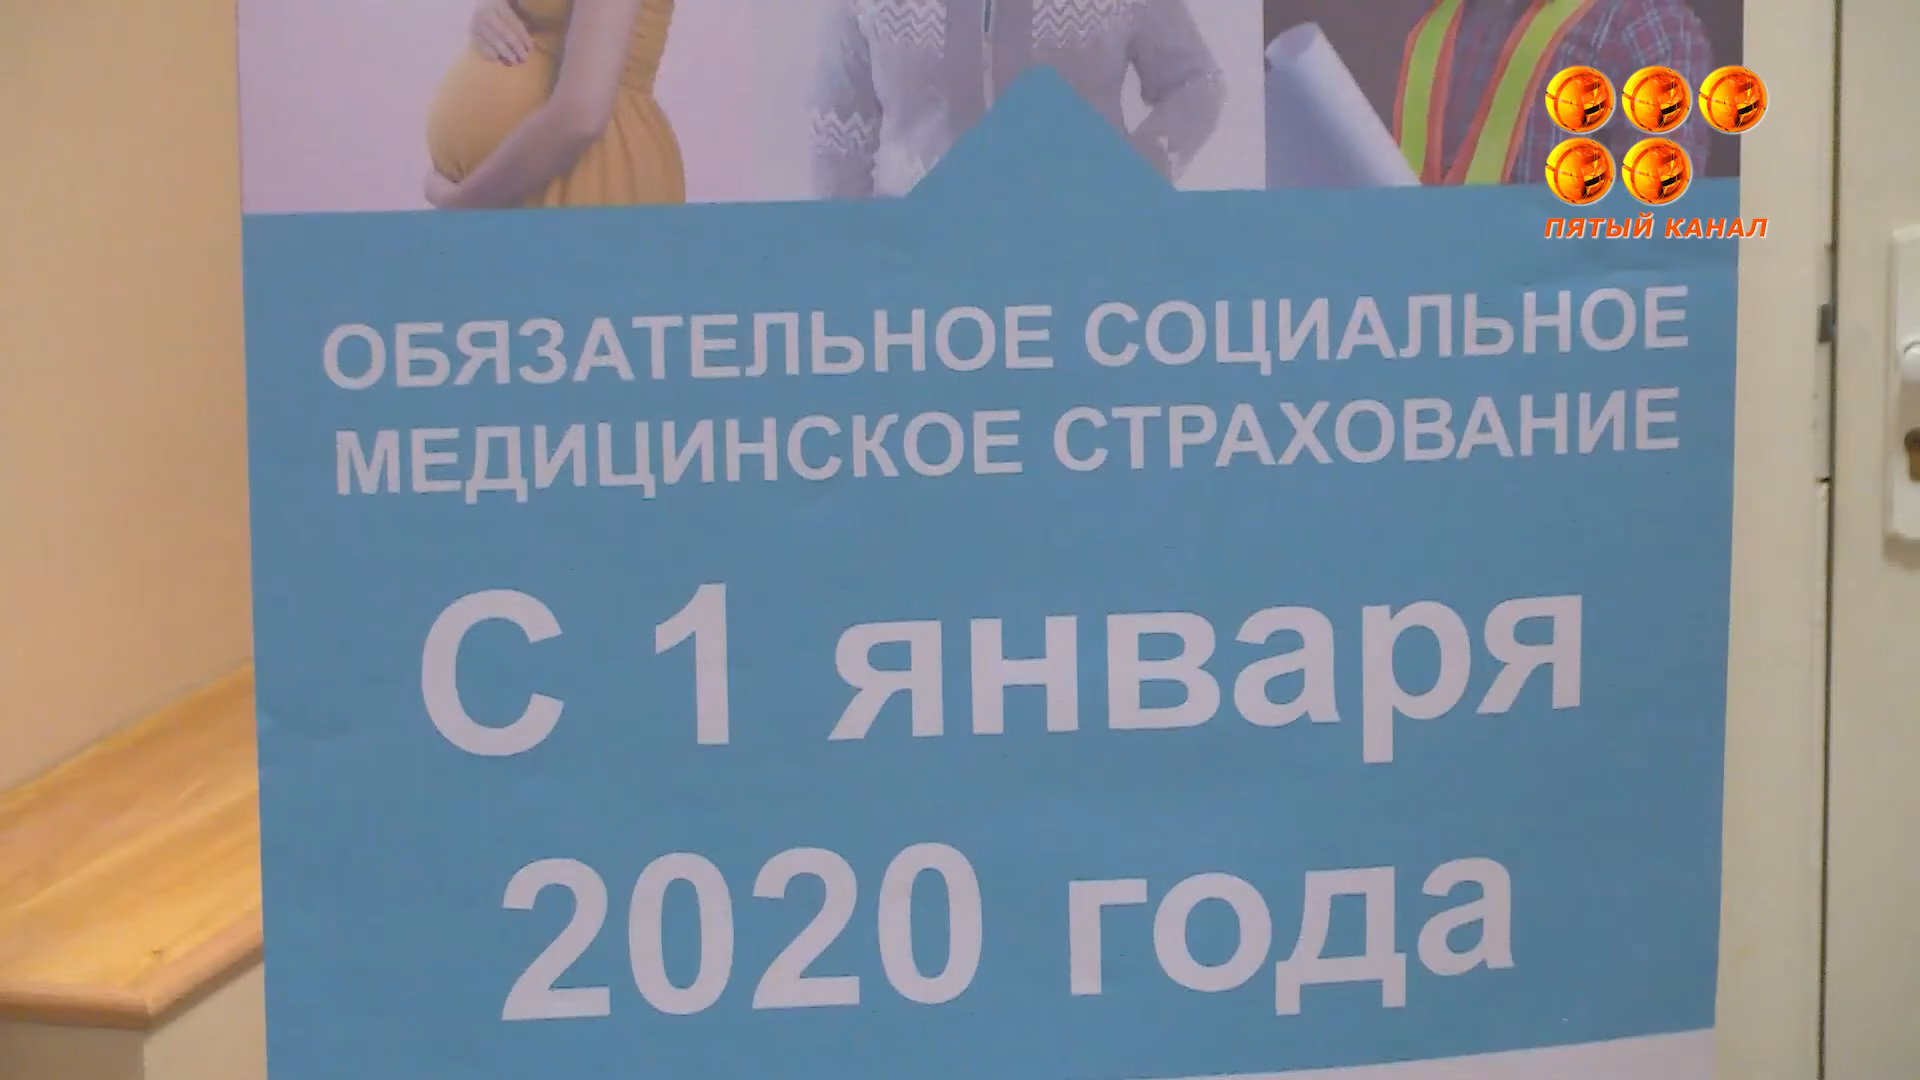 ПЯТЫЙ КАНАЛ
ОБЯЗАТЕЛЬНОЕ СОЦИАЛЬНОЕ
МЕДИЦИНСКОЕ СТРАХОВАНИЕ
С 1 января
2020 года